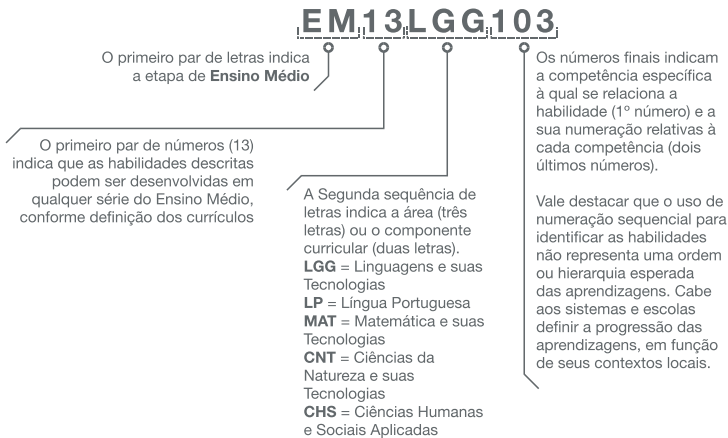 EM13LGG103
O primeiro par de letras indica
a etapa de Ensino Médio
O primeiro par de números (13)
indica que as habilidades descritas
podem ser desenvolvidas em
qualquer série do Ensino Médio,
conforme definição dos currículos
A Segunda sequência de
letras indica a área (três
letras) ou o componente
curricular (duas letras).
LGG = Linguagens e suas
Tecnologias
LP = Língua Portuguesa
MAT = Matemática e suas
Tecnologias
CNT = Ciências da
Natureza e suas
Tecnologias
CHS = Ciências Humanas
e Sociais Aplicadas
Os números finais indicam
a competência específica
à qual se relaciona a
habilidade (1º número) e a
sua numeração relativas à
cada competência (dois
últimos números).
Vale destacar que o uso de
numeração sequencial para
identificar as habilidades
não representa uma ordem
ou hierarquia esperada
das aprendizagens. Cabe
aos sistemas e escolas
definir a progressão das
aprendizagens, em função
de seus contextos locais.